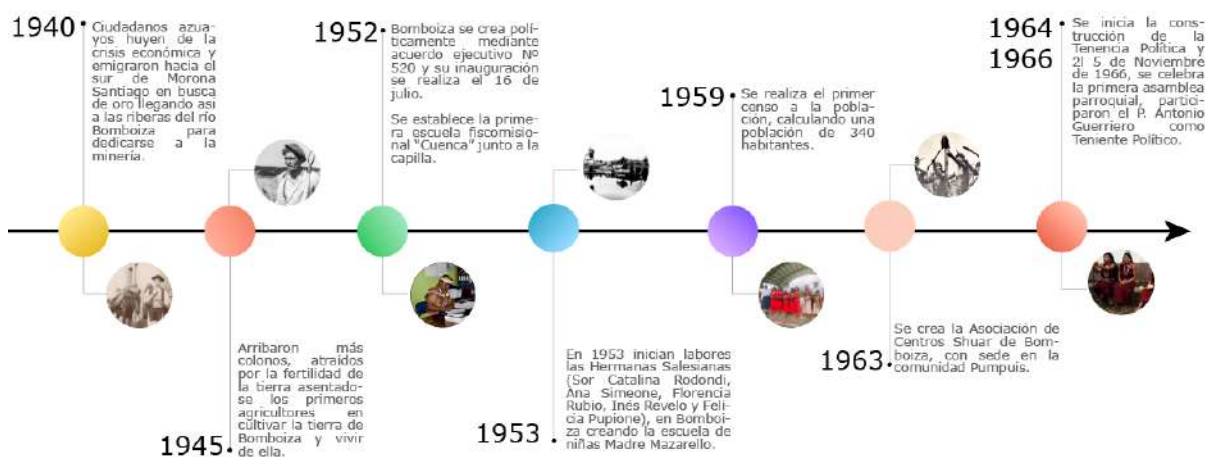 1940
Ciudadanos azua-
yos huyen de la
crisis económica y
emigraron hacia el
sur de Morona
Santiago en busca
de oro llegando asi
a las riberas del río
Bomboiza para
dedicarse a la
minería.
1945
Arribaron más
colonos, atraídos
por la fertilidad de
la tierra asentado-
se los primeros
agricultores en
cultivar la tierra de
Bomboiza y vivir
de ella.
1952
Bomboiza se crea polí-
ticamente mediante
acuerdo ejecutivo Nº
520 y su inauguración
se realiza el 16 de
julio.
Se establece la prime-
ra escuela fiscomisio-
nal "Cuenca" junto a la
capilla.
1953
En 1953 inician labores
las Hermanas Salesianas
(Sor Catalina Rodondi,
Ana Simeone, Florencia
Rubio, Inés Revelo y Feli-
cia Pupione), en Bomboi-
za creando la escuela de
niñas Madre Mazarello.
1959
Se realiza el primer
censo a la pobla-
ción, calculando una
población de 340
habitantes.
1963
Se crea la Asociación de
Centros Shuar de Bom-
boiza, con sede en la
comunidad Pumpuis.
1964
1966
Se inicia la cons-
trucción de la
Tenencia Política y
2l 5 de Noviembre
de 1966, se celebra
la primera asamblea
parroquial, partici-
paron el P. Antonio
Guerriero como
Teniente Político.